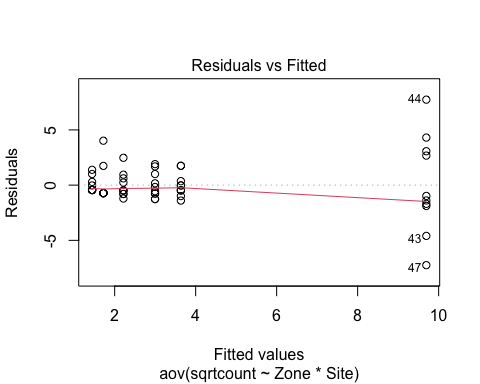 Residuals vs Fitted
Residuals
5
0
-5
44
43
47
2
4
6
8
10
Fitted values
aov(sqrtcount ~ Zone * Site)